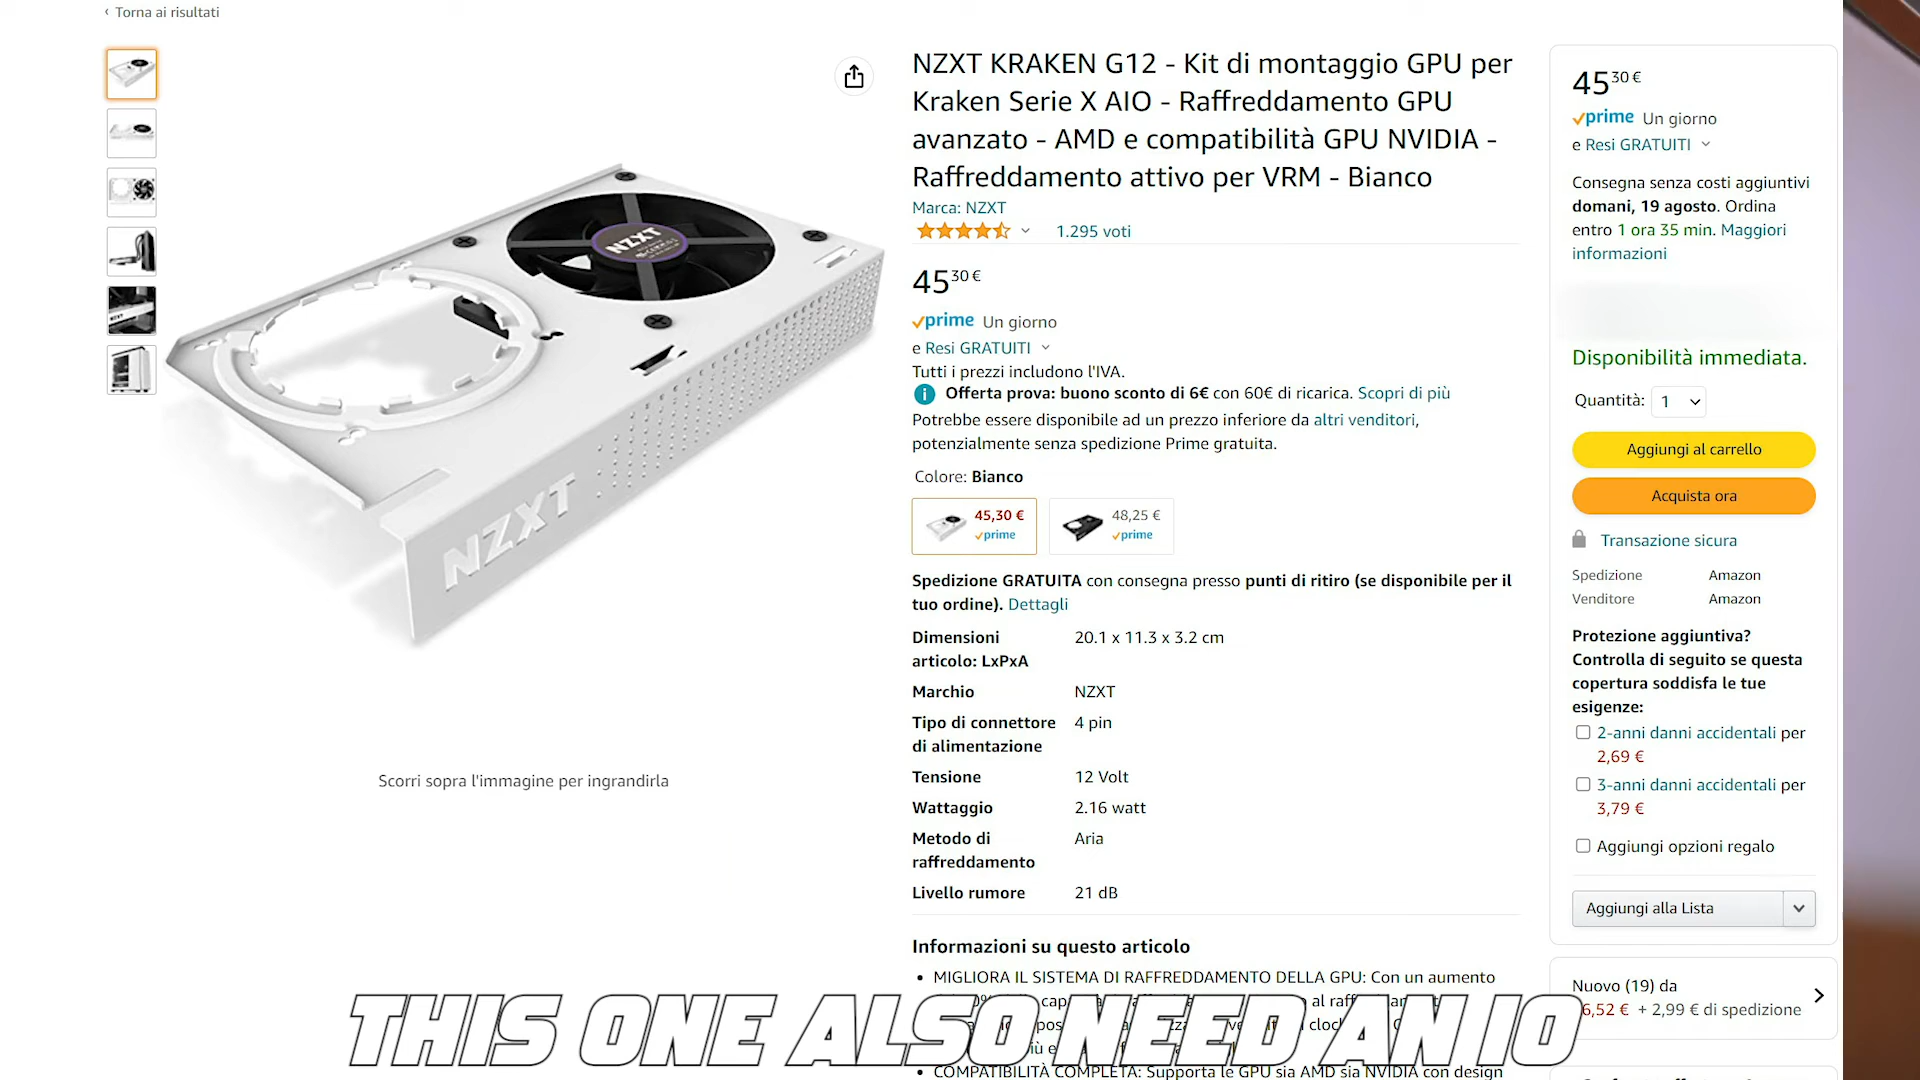 ‹ Torna ai risultati
NZXT KRAKEN G12 - Kit di montaggio GPU per
Kraken Serie X AIO - Raffreddamento GPU
avanzato - AMD e compatibilità GPU NVIDIA -
Raffreddamento attivo per VRM - Bianco
Marca: NZXT
1.295 voti
4530 €
prime Un giorno
e Resi GRATUITI
Tutti i prezzi includono l'IVA.
Offerta prova: buono sconto di 6€ con 60€ di ricarica. Scopri di più
Potrebbe essere disponibile ad un prezzo inferiore da altri venditori,
potenzialmente senza spedizione Prime gratuita.
Colore: Bianco
45,30 €
prime
48,25 €
prime
Spedizione GRATUITA con consegna presso punti di ritiro (se disponibile per il
tuo ordine). Dettagli
Dimensioni articolo: LxPxA 20.1 x 11.3 x 3.2 cm
Marchio NZXT
Tipo di connettore di alimentazione 4 pin
Tensione 12 Volt
Wattaggio 2.16 watt
Metodo di raffreddamento Aria
Livello rumore 21 dB
Informazioni su questo articolo
• MIGLIORA IL SISTEMA DI RAFFREDDAMENTO DELLA GPU: Con un aumento
• COMPATIBILITÀ COMPLETA: Supporta le GPU sia AMD sia NVIDIA con design
NZXT
NZXT
Scorri sopra l'immagine per ingrandirla
4530 €
prime Un giorno
e Resi GRATUITI
Consegna senza costi aggiuntivi
domani, 19 agosto. Ordina
entro 1 ora 35 min. Maggiori
informazioni
Disponibilità immediata.
Quantità: 1
Aggiungi al carrello
Acquista ora
Transazione sicura
Spedizione Amazon
Venditore Amazon
Protezione aggiuntiva?
Controlla di seguito se questa
copertura soddisfa le tue
esigenze:
2-anni danni accidentali per
2,69 €
3-anni danni accidentali per
3,79 €
Aggiungi opzioni regalo
Aggiungi alla Lista
Nuovo (19) da
6,52 € + 2,99 € di spedizione
THIS ONE ALSO NEED AN IO